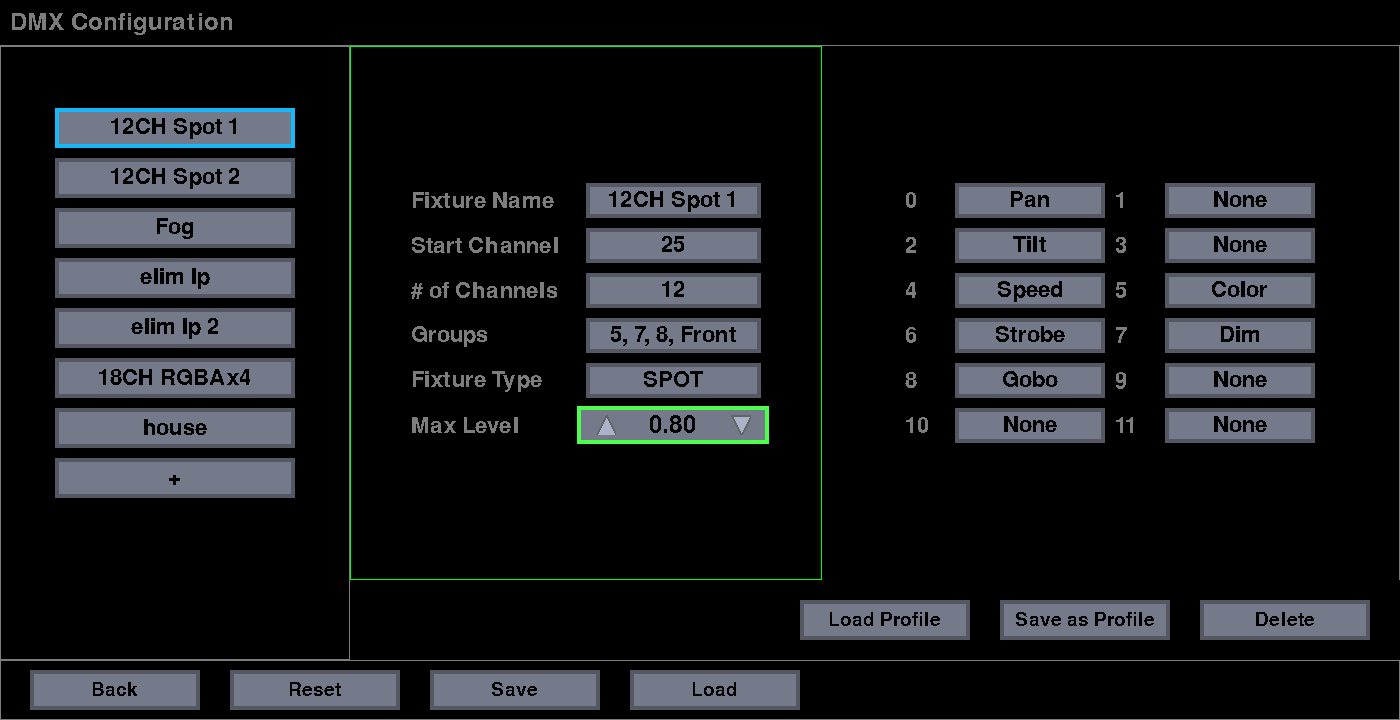 DMX Configuration
12CH Spot 1
12CH Spot 2
Fog
elim lp
elim lp 2
18CH RGBAx4
house
+
Fixture Name 12CH Spot 1
Start Channel 25
# of Channels 12
Groups 5, 7, 8, Front
Fixture Type SPOT
Max Level 0.80
0 Pan 1 None
2 Tilt 3 None
4 Speed 5 Color
6 Strobe 7 Dim
8 Gobo 9 None
10 None 11 None
Load Profile Save as Profile Delete
Back Reset Save Load